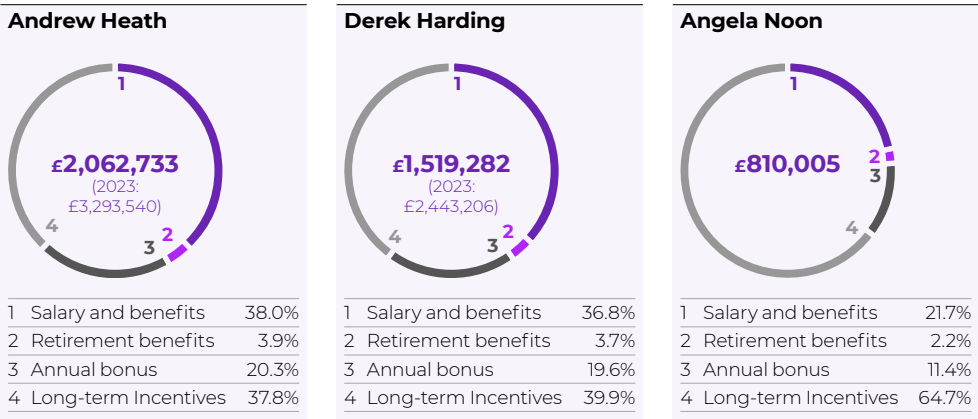 Andrew Heath
1
£2,062,733
(2023:
£3,293,540)
4
2
3
1 Salary and benefits 38.0%
2 Retirement benefits 3.9%
3 Annual bonus 20.3%
4 Long-term Incentives 37.8%
Derek Harding
1
£1,519,282
(2023:
£2,443,206)
4
2
3
1 Salary and benefits 36.8%
2 Retirement benefits 3.7%
3 Annual bonus 19.6%
4 Long-term Incentives 39.9%
Angela Noon
1
£810,005
2
3
4
1 Salary and benefits 21.7%
2 Retirement benefits 2.2%
3 Annual bonus 11.4%
4 Long-term Incentives 64.7%